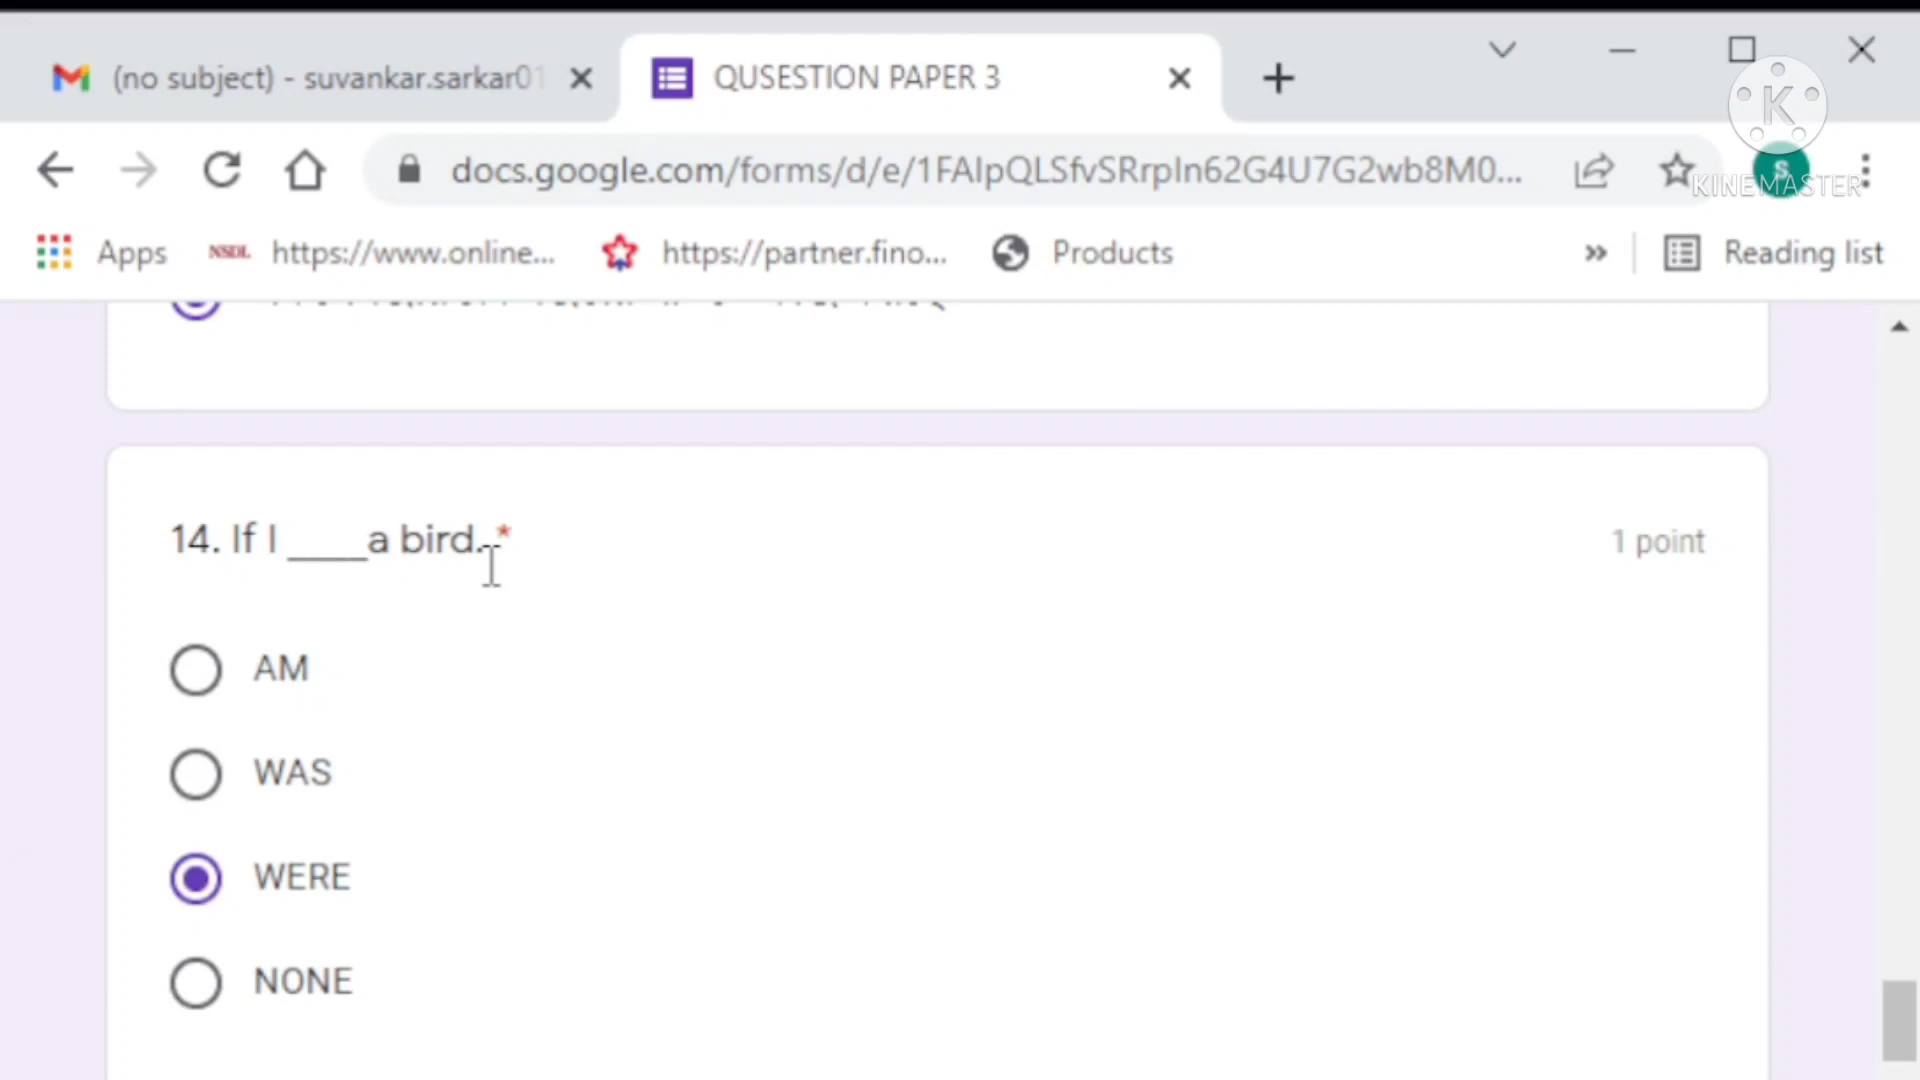 (no subject) - suvankar.sarkar01
QUSESTION PAPER 3
K
docs.google.com/forms/d/e/1FAIpQLSfvSRrpIn62G4U7G2wb8M0...
S
KINEMASTER
Apps
NSDL https://www.online...
https://partner.fino...
Products
»
Reading list
14. If I ____a bird. *
1 point
AM
WAS
WERE
NONE